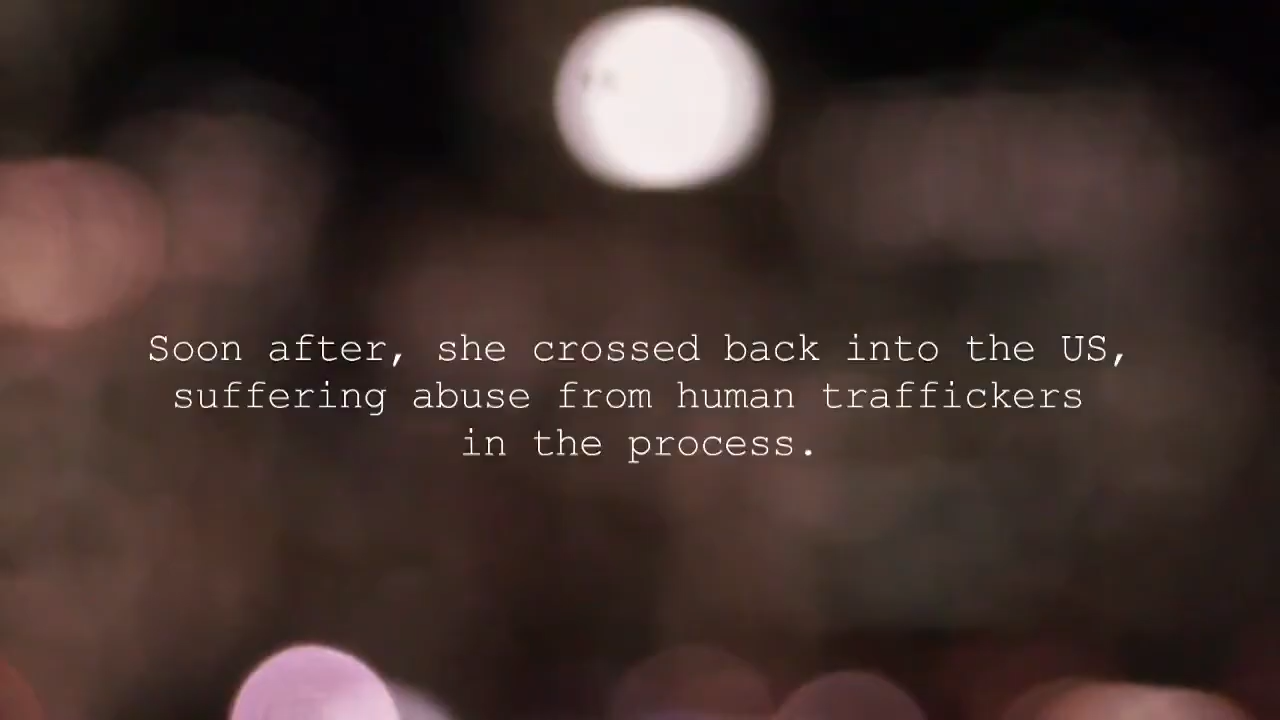 Soon after, she crossed back into the US,
suffering abuse from human traffickers
in the process.